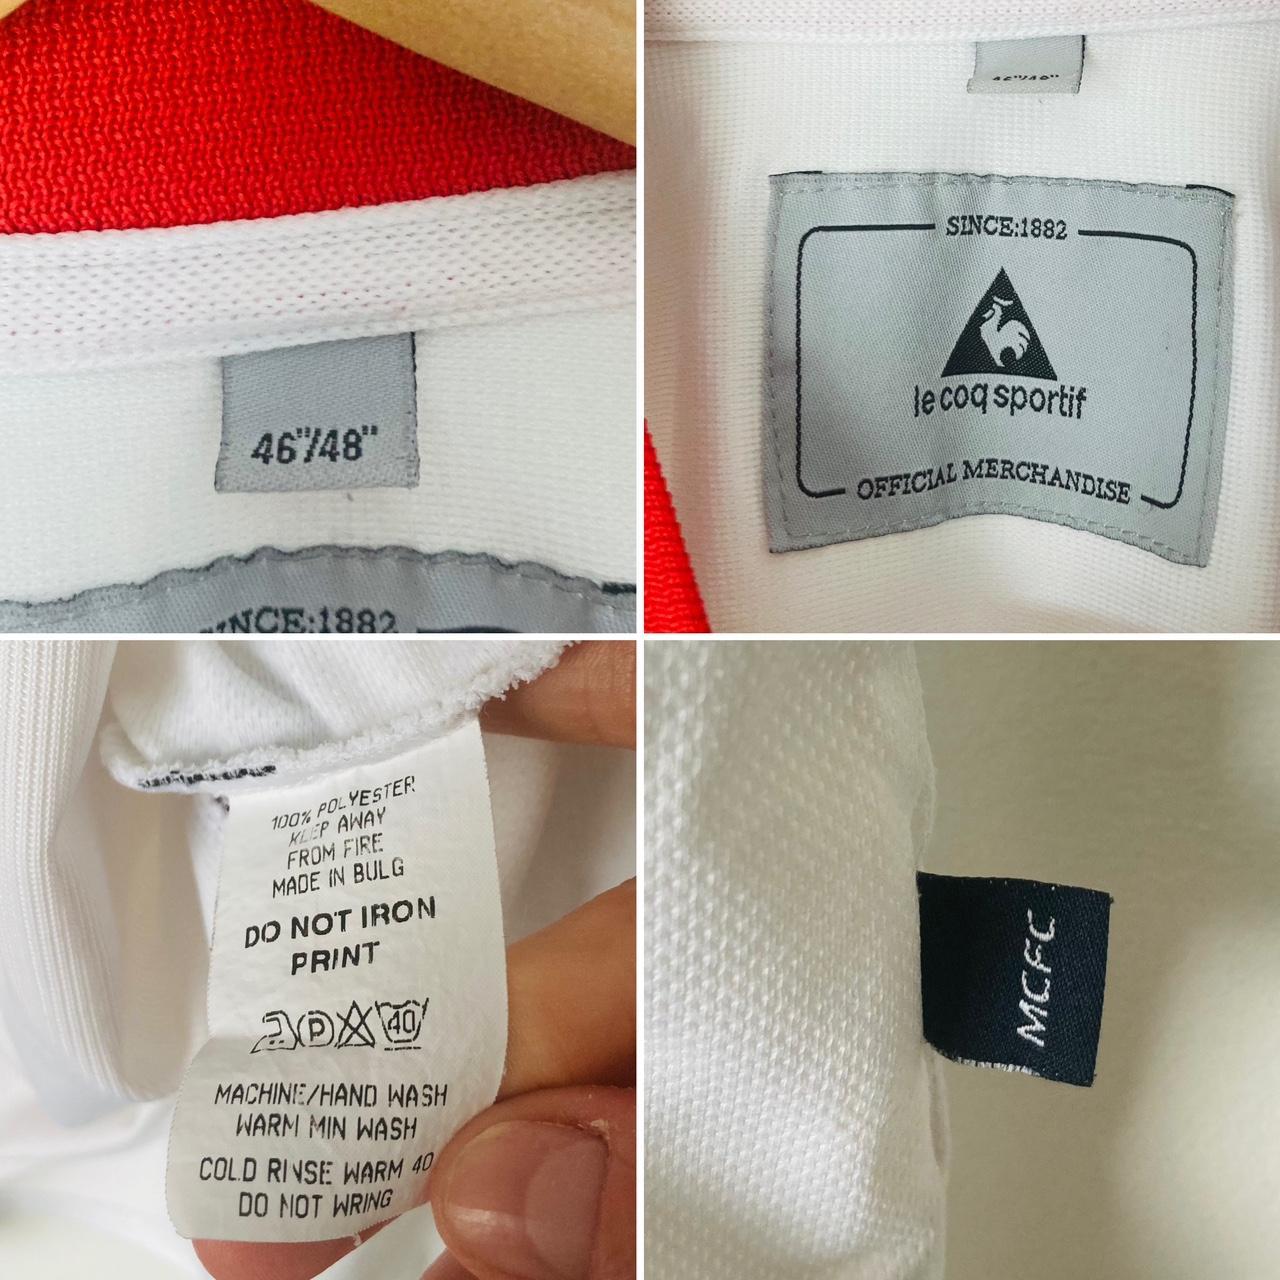 46"/48"
SINCE:1882
46"/48"
SINCE:1882
le coq sportif
OFFICIAL MERCHANDISE
100% POLYESTER
KEEP AWAY
FROM FIRE
MADE IN BULG
DO NOT IRON
PRINT
P 40
MACHINE/HAND WASH
WARM MIN WASH
COLD RINSE WARM 40
DO NOT WRING
MCFC